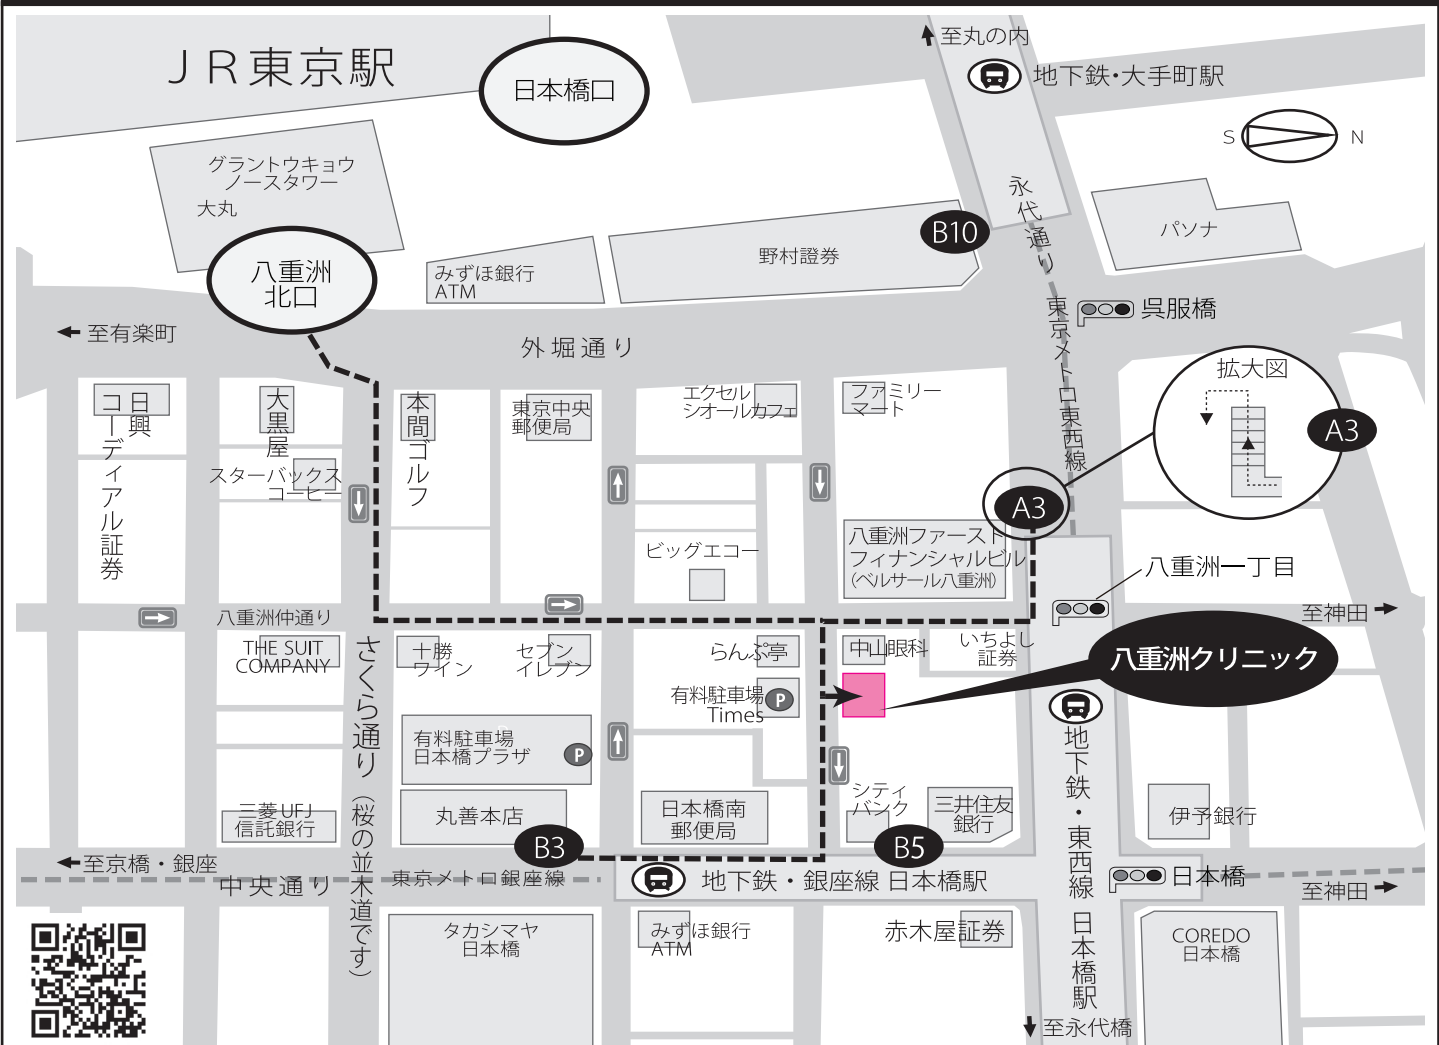 JR東京駅
日本橋口
至丸の内
地下鉄・大手町駅
S
N
グラントウキョウ
ノースタワー
大丸
八重洲
北口
みずほ銀行
ATM
野村證券
B10
永代通り
パソナ
至有楽町
外堀通り
東京メトロ東西線
呉服橋
拡大図
A3
日興
コーディアル証券
大黒屋
スターバックス
コーヒー
本間ゴルフ
東京中央
郵便局
エクセル
シオールカフェ
ファミリー
マート
A3
ビッグエコー
八重洲ファースト
フィナンシャルビル
(ベルサール八重洲)
八重洲一丁目
八重洲仲通り
至神田
THE SUIT
COMPANY
さくら通り
(桜の並木道です)
十勝
ワイン
セブン
イレブン
らんぷ亭
中山眼科
いちよし
証券
八重洲クリニック
有料駐車場
Times
P
有料駐車場
日本橋プラザ
P
地下鉄・東西線 日本橋駅
三菱UFJ
信託銀行
丸善本店
B3
日本橋南
郵便局
シティ
バンク
B5
三井住友
銀行
伊予銀行
至京橋・銀座
中央通り
東京メトロ銀座線
地下鉄・銀座線 日本橋駅
日本橋
至神田
タカシマヤ
日本橋
みずほ銀行
ATM
赤木屋証券
COREDO
日本橋
至永代橋